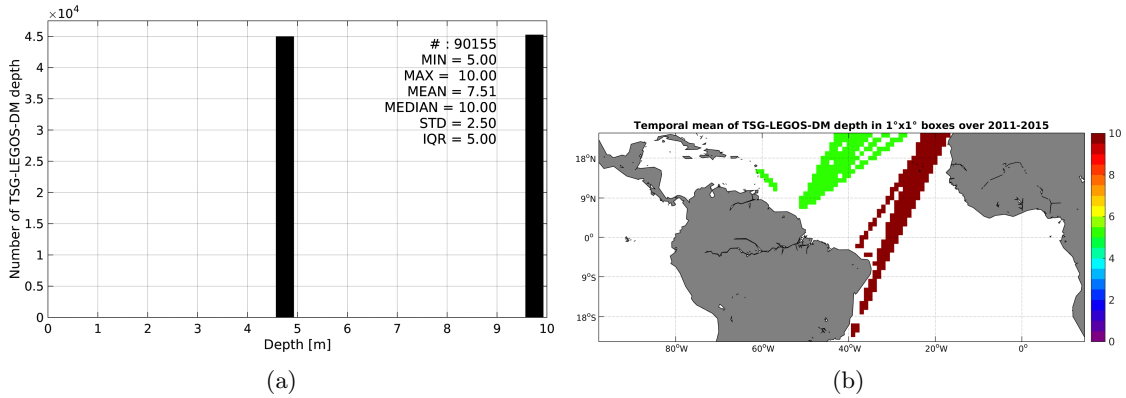 ×10⁴
4.5
4
3.5
3
2.5
2
1.5
1
0.5
0
Number of TSG-LEGOS-DM depth
# : 90155
MIN = 5.00
MAX = 10.00
MEAN = 7.51
MEDIAN = 10.00
STD = 2.50
IQR = 5.00
0 1 2 3 4 5 6 7 8 9 10
Depth [m]
(a)
Temporal mean of TSG-LEGOS-DM depth in 1°x1° boxes over 2011-2015
18°N
9°N
0°
9°S
18°S
80°W 60°W 40°W 20°W 0°
10
8
6
4
2
0
(b)